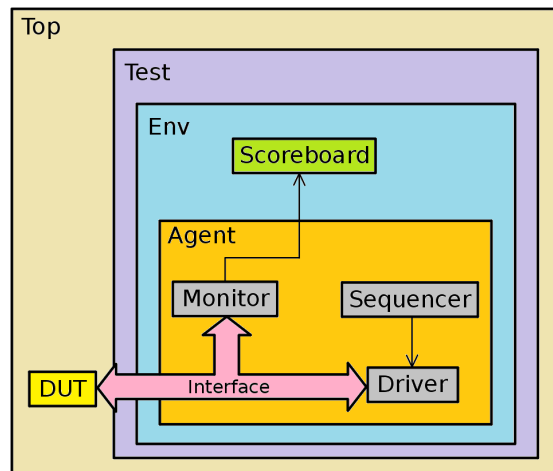 Top
Test
Env
Scoreboard
Agent
Monitor
Sequencer
DUT
Interface
Driver